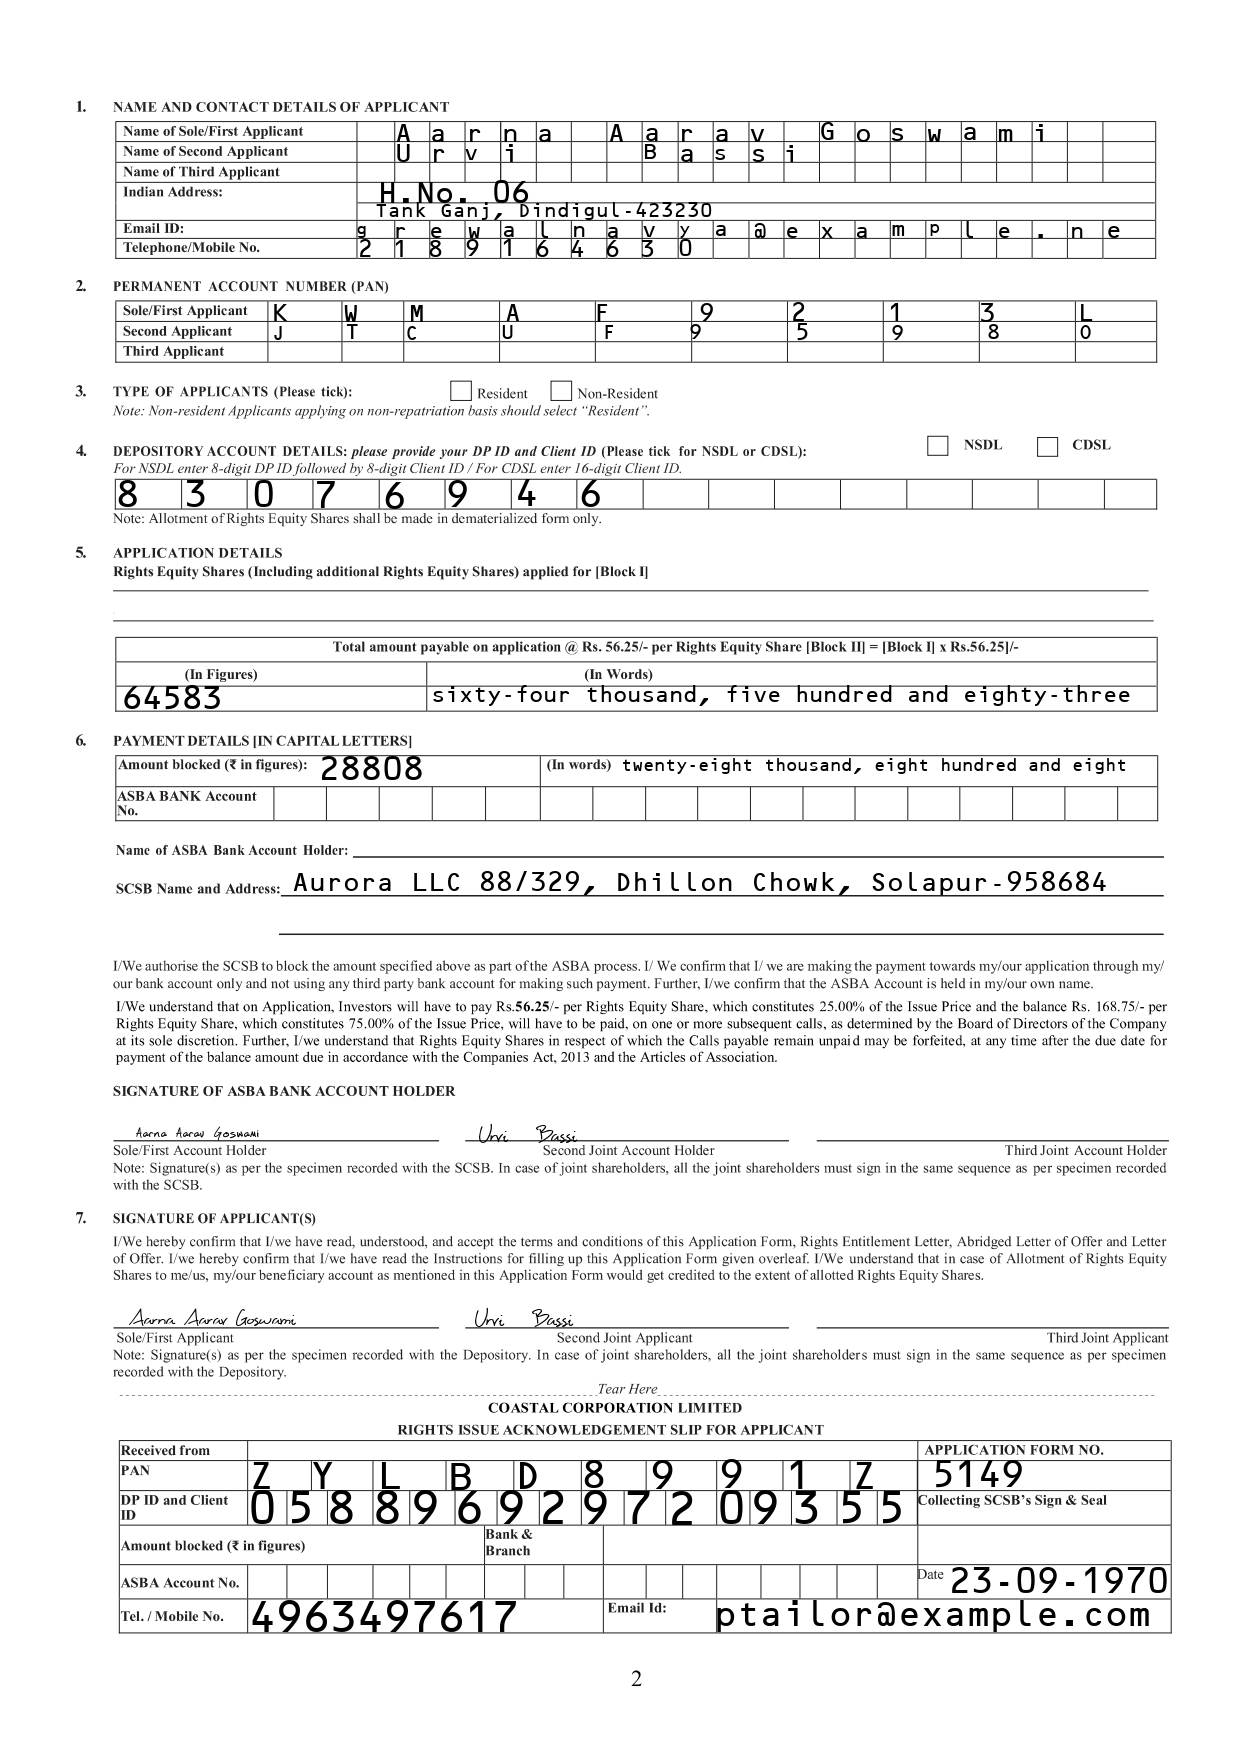 1. NAME AND CONTACT DETAILS OF APPLICANT
Name of Sole/First Applicant Aarna Aarav Goswami
Name of Second Applicant Urvi Bassi
Name of Third Applicant
Indian Address: H.No. 06
Tank Ganj, Dindigul-423230
Email ID: grewalnavya@example.ne
Telephone/Mobile No. 2189164630
2. PERMANENT ACCOUNT NUMBER (PAN)
Sole/First Applicant K W M A F 9 2 1 3 L
Second Applicant J T C U F 9 5 9 8 O
Third Applicant
3. TYPE OF APPLICANTS (Please tick): Resident Non-Resident
Note: Non-resident Applicants applying on non-repatriation basis should select “Resident”.
4. DEPOSITORY ACCOUNT DETAILS: please provide your DP ID and Client ID (Please tick for NSDL or CDSL): NSDL CDSL
For NSDL enter 8-digit DP ID followed by 8-digit Client ID / For CDSL enter 16-digit Client ID.
8 3 0 7 6 9 4 6
Note: Allotment of Rights Equity Shares shall be made in dematerialized form only.
5. APPLICATION DETAILS
Rights Equity Shares (Including additional Rights Equity Shares) applied for [Block I]
Total amount payable on application @ Rs. 56.25/- per Rights Equity Share [Block II] = [Block I] x Rs.56.25]/-
(In Figures) (In Words)
64583 sixty-four thousand, five hundred and eighty-three
6. PAYMENT DETAILS [IN CAPITAL LETTERS]
Amount blocked (₹ in figures): 28808 (In words) twenty-eight thousand, eight hundred and eight
ASBA BANK Account
No.
Name of ASBA Bank Account Holder:
SCSB Name and Address: Aurora LLC 88/329, Dhillon Chowk, Solapur-958684
I/We authorise the SCSB to block the amount specified above as part of the ASBA process. I/ We confirm that I/ we are making the payment towards my/our application through my/
our bank account only and not using any third party bank account for making such payment. Further, I/we confirm that the ASBA Account is held in my/our own name.
I/We understand that on Application, Investors will have to pay Rs.56.25/- per Rights Equity Share, which constitutes 25.00% of the Issue Price and the balance Rs. 168.75/- per
Rights Equity Share, which constitutes 75.00% of the Issue Price, will have to be paid, on one or more subsequent calls, as determined by the Board of Directors of the Company
at its sole discretion. Further, I/we understand that Rights Equity Shares in respect of which the Calls payable remain unpaid may be forfeited, at any time after the due date for
payment of the balance amount due in accordance with the Companies Act, 2013 and the Articles of Association.
SIGNATURE OF ASBA BANK ACCOUNT HOLDER
Aarna Aarav Goswami Urvi Bassi
Sole/First Account Holder Second Joint Account Holder Third Joint Account Holder
Note: Signature(s) as per the specimen recorded with the SCSB. In case of joint shareholders, all the joint shareholders must sign in the same sequence as per specimen recorded
with the SCSB.
7. SIGNATURE OF APPLICANT(S)
I/We hereby confirm that I/we have read, understood, and accept the terms and conditions of this Application Form, Rights Entitlement Letter, Abridged Letter of Offer and Letter
of Offer. I/we hereby confirm that I/we have read the Instructions for filling up this Application Form given overleaf. I/We understand that in case of Allotment of Rights Equity
Shares to me/us, my/our beneficiary account as mentioned in this Application Form would get credited to the extent of allotted Rights Equity Shares.
Aarna Aarav Goswami Urvi Bassi
Sole/First Applicant Second Joint Applicant Third Joint Applicant
Note: Signature(s) as per the specimen recorded with the Depository. In case of joint shareholders, all the joint shareholders must sign in the same sequence as per specimen
recorded with the Depository.
Tear Here
COASTAL CORPORATION LIMITED
RIGHTS ISSUE ACKNOWLEDGEMENT SLIP FOR APPLICANT
Received from APPLICATION FORM NO.
PAN Z Y L B D 8 9 9 1 Z 5149
DP ID and Client 0588969297209355 Collecting SCSB’s Sign & Seal
ID
Amount blocked (₹ in figures) Bank &
Branch
ASBA Account No. Date 23-09-1970
Tel. / Mobile No. 4963497617 Email Id: ptailor@example.com
2